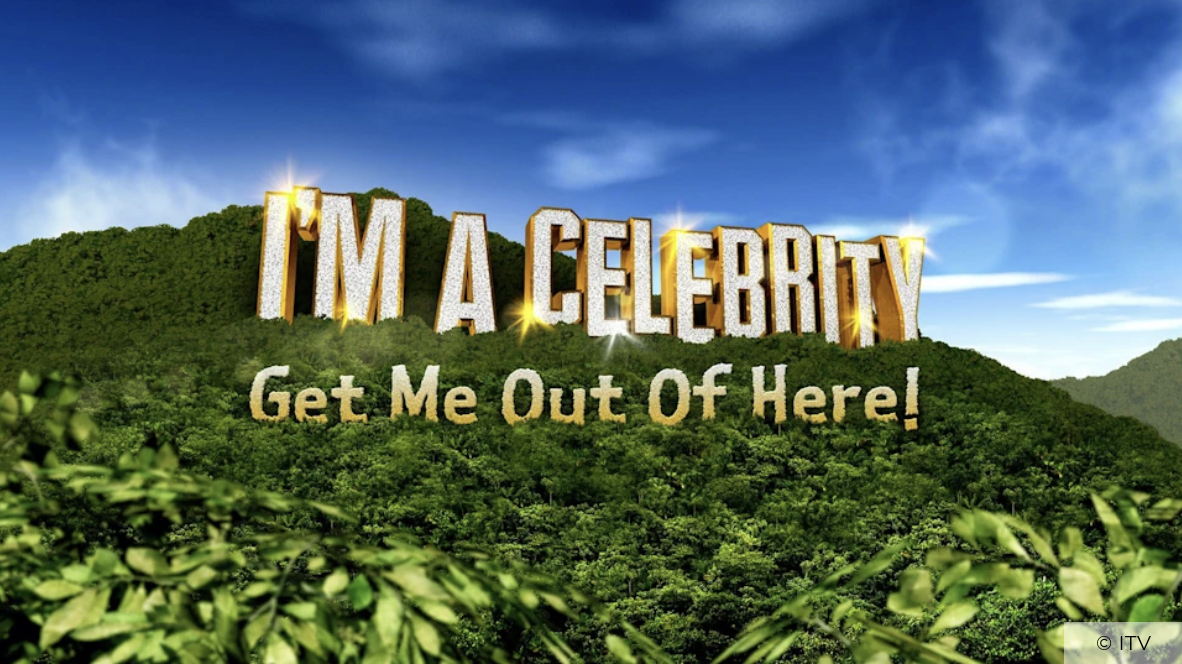 I'M A CELEBRITY
Get Me Out Of Here!
© ITV